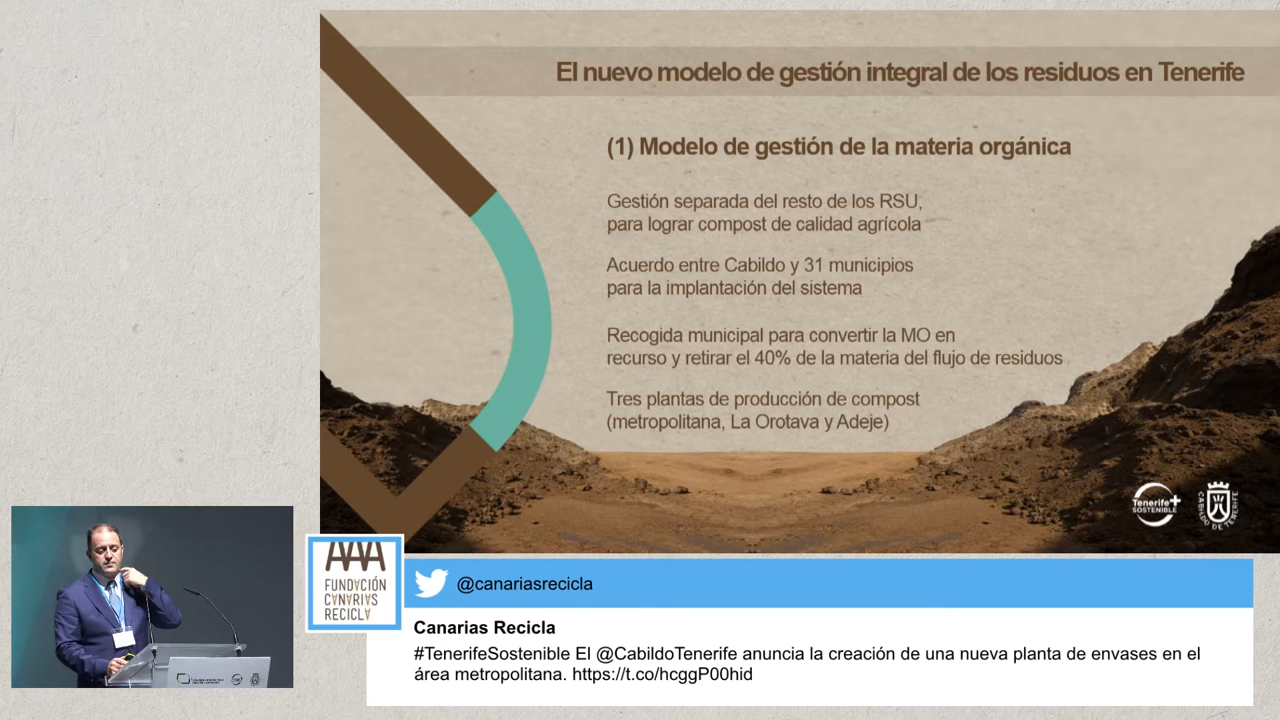 El nuevo modelo de gestión integral de los residuos en Tenerife
(1) Modelo de gestión de la materia orgánica
Gestión separada del resto de los RSU,
para lograr compost de calidad agrícola
Acuerdo entre Cabildo y 31 municipios
para la implantación del sistema
Recogida municipal para convertir la MO en
recurso y retirar el 40% de la materia del flujo de residuos
Tres plantas de producción de compost
(metropolitana, La Orotava y Adeje)
Tenerife+
SOSTENIBLE
CABILDO DE TENERIFE
FUNDACIÓN
CANARIAS
RECICLA
@canariasrecicla
Canarias Recicla
#TenerifeSostenible El @CabildoTenerife anuncia la creación de una nueva planta de envases en el
área metropolitana. https://t.co/hcggP00hid